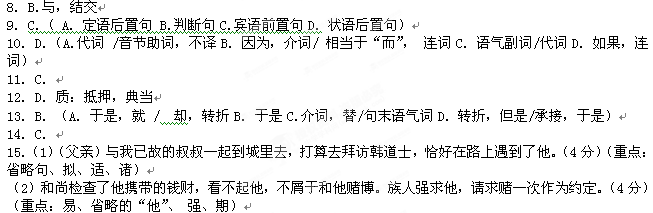 8. B.与，结交
9. C.（ A. 定语后置句 B.判断句 C.宾语前置句 D. 状语后置句）
10. D.（A.代词 /音节助词，不译 B. 因为，介词/ 相当于“而”， 连词 C. 语气副词/代词 D. 如果，连
词）
11. C.
12. D. 质：抵押，典当
13. B. （A. 于是，就 / 却，转折 B. 于是 C.介词，替/句末语气词 D. 转折，但是/承接，于是）
14. C.
15. (1)（父亲）与我已故的叔叔一起到城里去，打算去拜访韩道士，恰好在路上遇到了他。（4 分）（重点：
省略句、拟、适、诸）
（2）和尚检查了他携带的钱财，看不起他，不屑于和他赌博。族人强求他，请求赌一次作为约定。（4 分）
（重点：易、省略的“他”、 强、期）